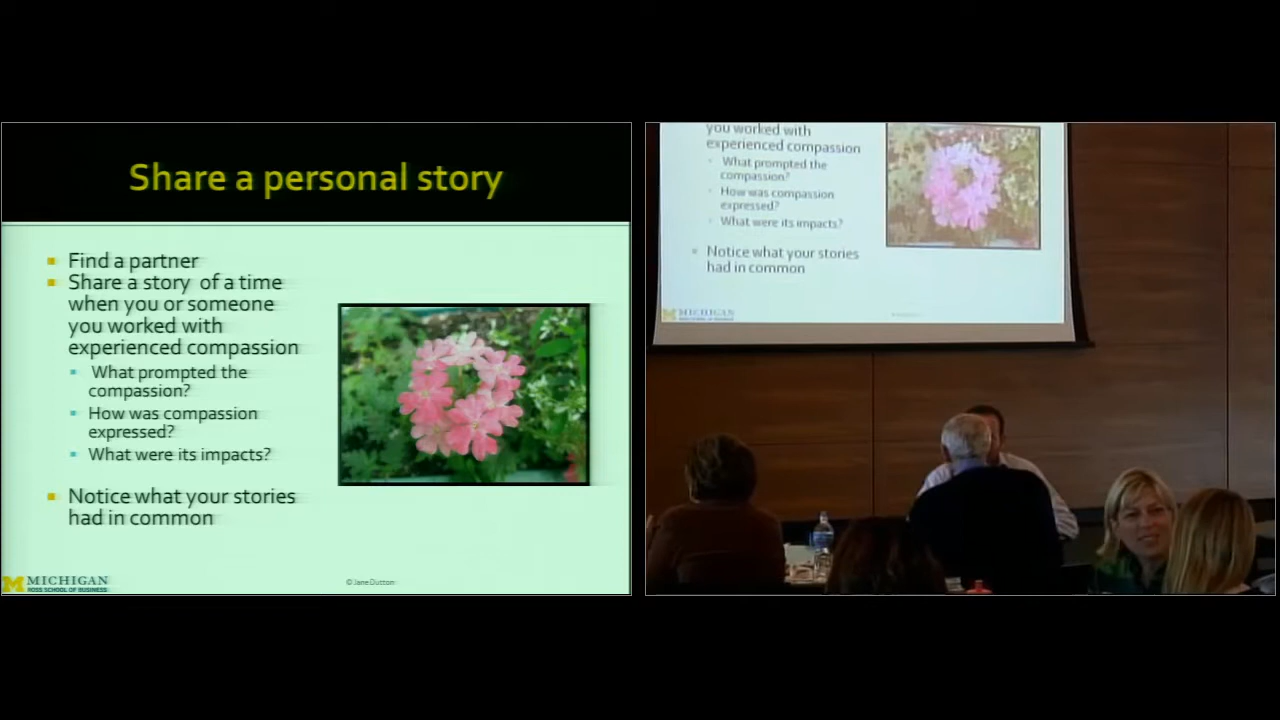 Share a personal story
Find a partner
Share a story of a time
when you or someone
you worked with
experienced compassion
What prompted the
compassion?
How was compassion
expressed?
What were its impacts?
Notice what your stories
had in common
MICHIGAN
ROSS SCHOOL OF BUSINESS
© Jane Dutton
you worked with
experienced compassion
What prompted the
compassion?
How was compassion
expressed?
What were its impacts?
Notice what your stories
had in common
MICHIGAN